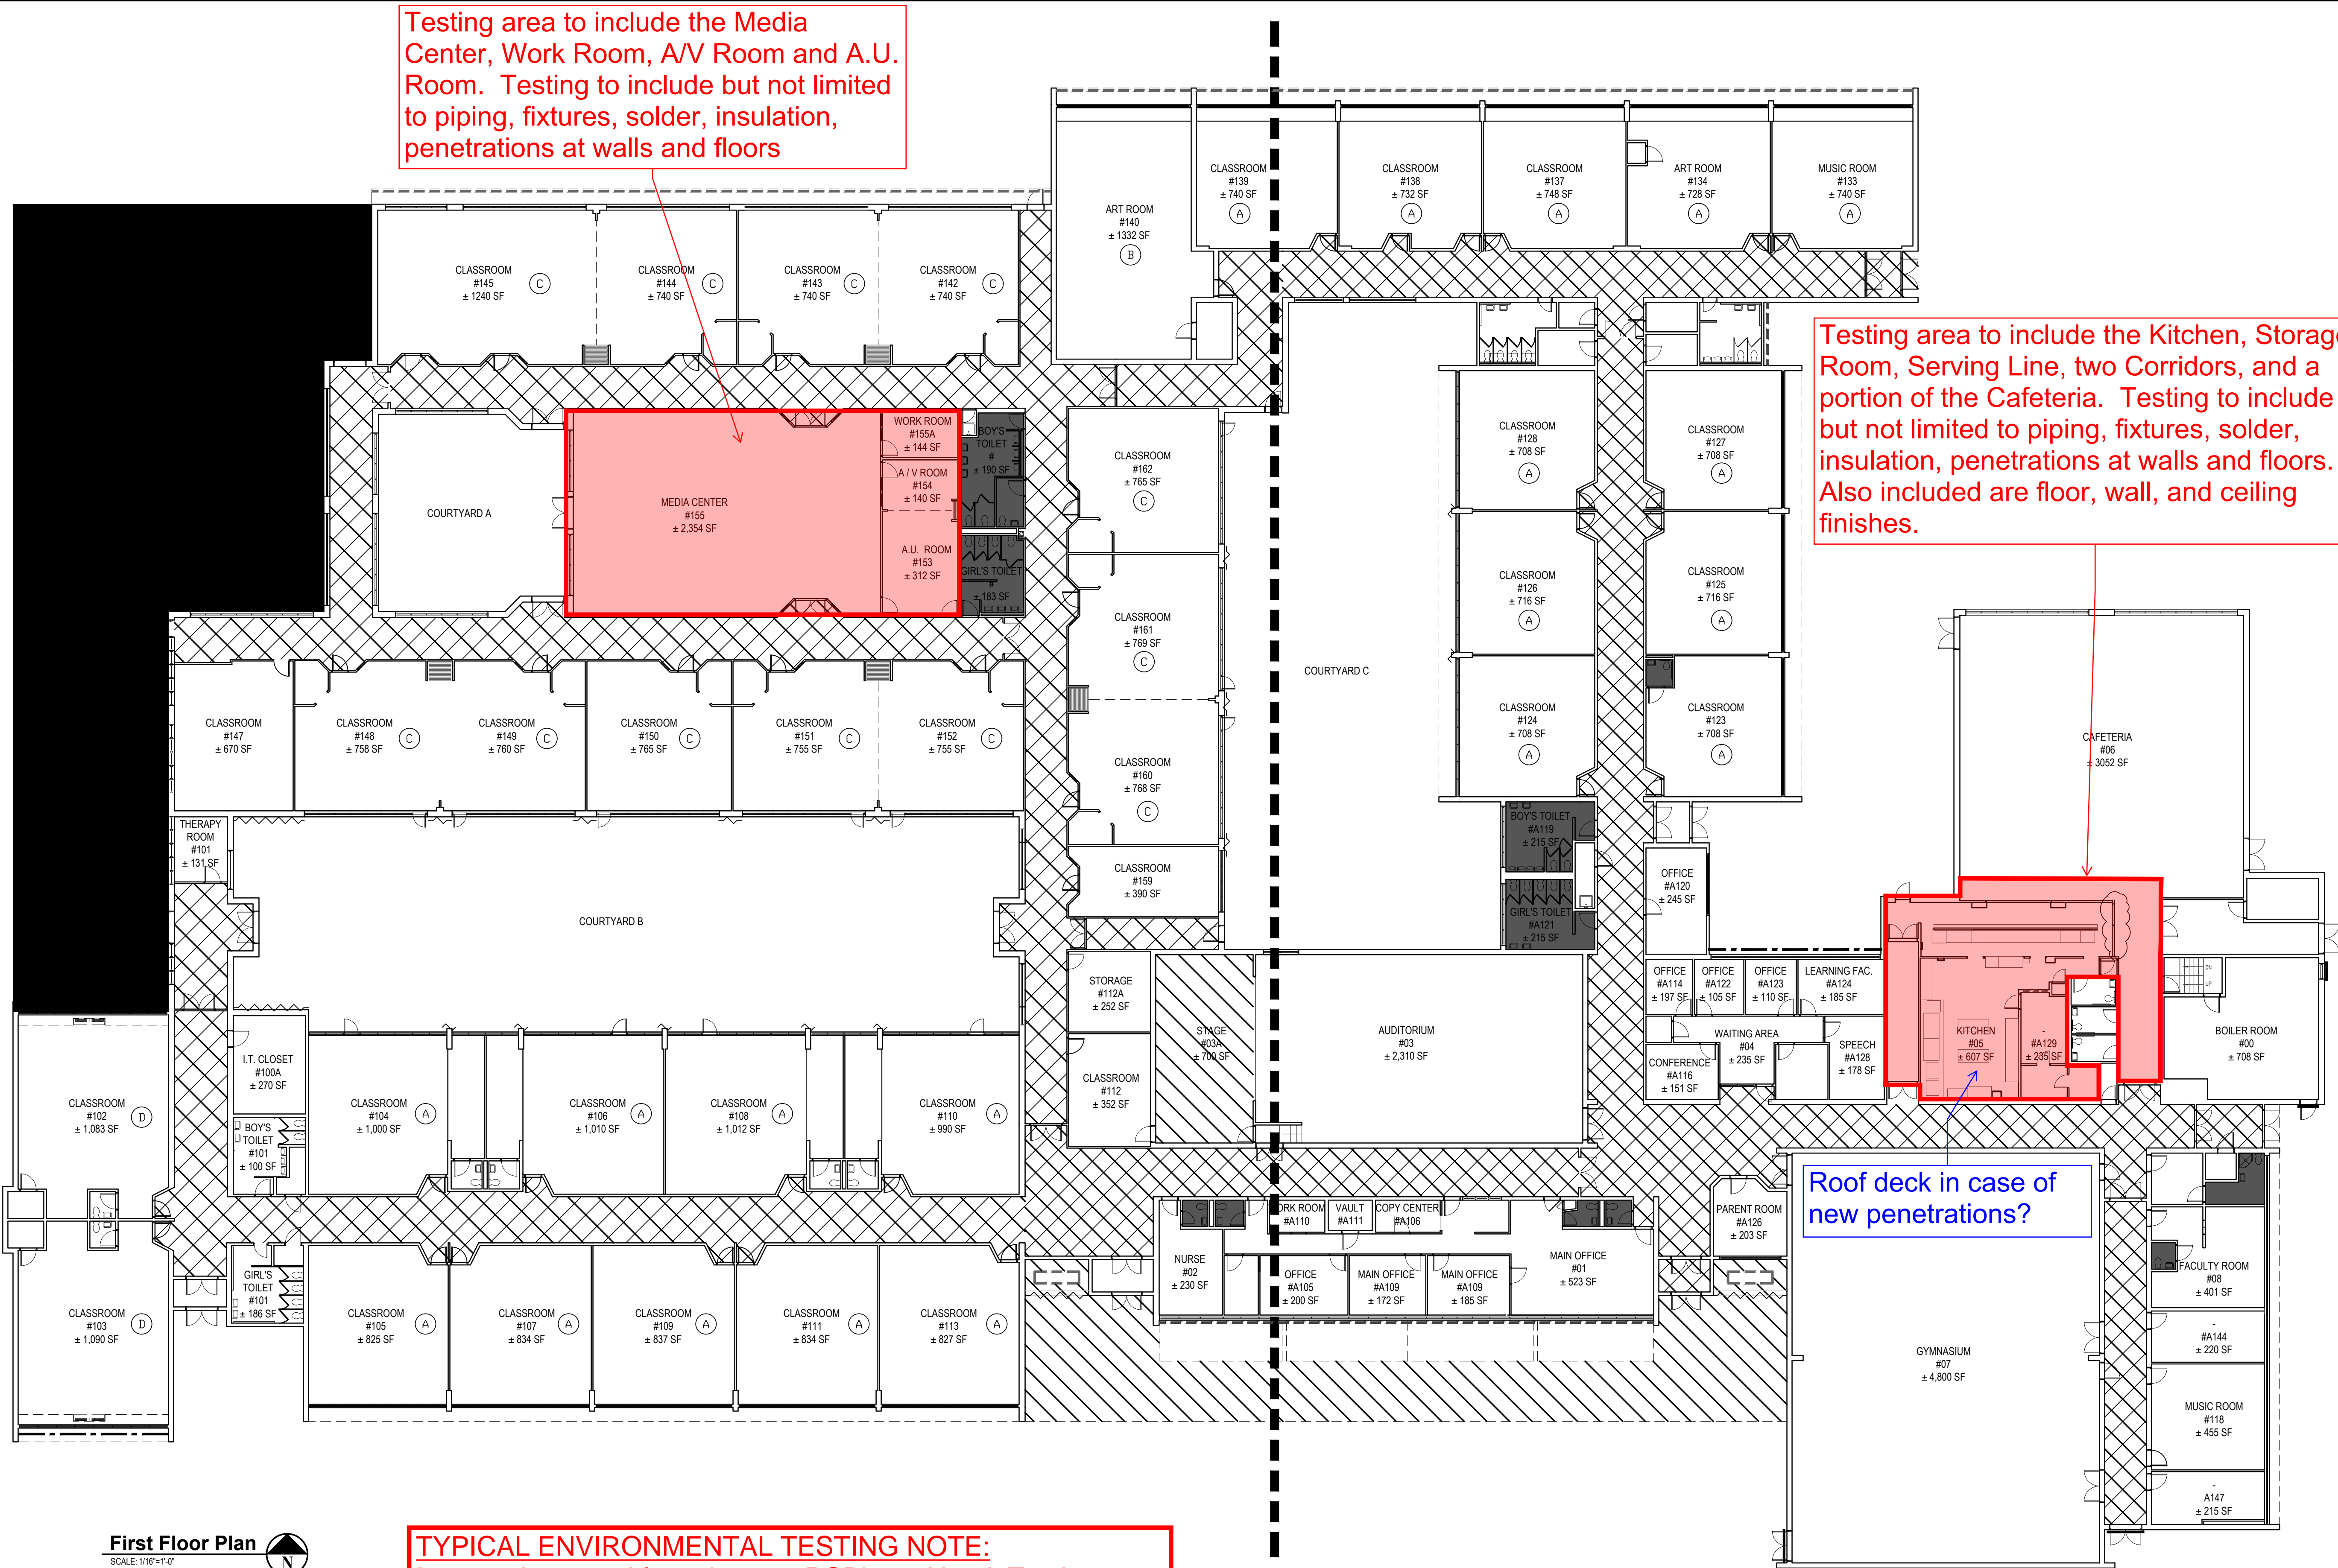 Testing area to include the Media
Center, Work Room, A/V Room and A.U.
Room. Testing to include but not limited
to piping, fixtures, solder, insulation,
penetrations at walls and floors
CLASSROOM
#139
± 740 SF
A
CLASSROOM
#138
± 732 SF
A
CLASSROOM
#137
± 748 SF
A
ART ROOM
#134
± 728 SF
A
MUSIC ROOM
#133
± 740 SF
A
ART ROOM
#140
± 1332 SF
B
CLASSROOM
#145
± 1240 SF
C
CLASSROOM
#144
± 740 SF
C
CLASSROOM
#143
± 740 SF
C
CLASSROOM
#142
± 740 SF
C
Testing area to include the Kitchen, Storage
Room, Serving Line, two Corridors, and a
portion of the Cafeteria. Testing to include
but not limited to piping, fixtures, solder,
insulation, penetrations at walls and floors.
Also included are floor, wall, and ceiling
finishes.
COURTYARD A
MEDIA CENTER
#155
± 2,354 SF
WORK ROOM
#155A
± 144 SF
A / V ROOM
#154
± 140 SF
A.U. ROOM
#153
± 312 SF
BOY'S
TOILET
#
± 190 SF
GIRL'S TOILET
#
± 183 SF
CLASSROOM
#162
± 765 SF
C
CLASSROOM
#161
± 769 SF
C
CLASSROOM
#160
± 768 SF
C
CLASSROOM
#159
± 390 SF
COURTYARD C
CLASSROOM
#128
± 708 SF
A
CLASSROOM
#127
± 708 SF
A
CLASSROOM
#126
± 716 SF
A
CLASSROOM
#125
± 716 SF
A
CLASSROOM
#124
± 708 SF
A
CLASSROOM
#123
± 708 SF
A
CAFETERIA
#06
± 3052 SF
CLASSROOM
#147
± 670 SF
CLASSROOM
#148
± 758 SF
C
CLASSROOM
#149
± 760 SF
C
CLASSROOM
#150
± 765 SF
C
CLASSROOM
#151
± 755 SF
C
CLASSROOM
#152
± 755 SF
C
THERAPY
ROOM
#101
± 131 SF
COURTYARD B
BOY'S TOILET
#A119
± 215 SF
GIRL'S TOILET
#A121
± 215 SF
OFFICE
#A120
± 245 SF
STORAGE
#112A
± 252 SF
CLASSROOM
#112
± 352 SF
STAGE
#03A
± 700 SF
AUDITORIUM
#03
± 2,310 SF
OFFICE
#A114
± 197 SF
OFFICE
#A122
± 105 SF
OFFICE
#A123
± 110 SF
LEARNING FAC.
#A124
± 185 SF
WAITING AREA
#04
± 235 SF
CONFERENCE
#A116
± 151 SF
SPEECH
#A128
± 178 SF
KITCHEN
#05
± 607 SF
-
#A129
± 235 SF
DN
UP
BOILER ROOM
#00
± 708 SF
I.T. CLOSET
#100A
± 270 SF
CLASSROOM
#102
± 1,083 SF
D
BOY'S
TOILET
#101
± 100 SF
CLASSROOM
#104
± 1,000 SF
A
CLASSROOM
#106
± 1,010 SF
A
CLASSROOM
#108
± 1,012 SF
A
CLASSROOM
#110
± 990 SF
A
Roof deck in case of
new penetrations?
CLASSROOM
#103
± 1,090 SF
D
GIRL'S
TOILET
#101
± 186 SF
CLASSROOM
#105
± 825 SF
A
CLASSROOM
#107
± 834 SF
A
CLASSROOM
#109
± 837 SF
A
CLASSROOM
#111
± 834 SF
A
CLASSROOM
#113
± 827 SF
A
NURSE
#02
± 230 SF
ORK ROOM
#A110
VAULT
#A111
COPY CENTER
#A106
OFFICE
#A105
± 200 SF
MAIN OFFICE
#A109
± 172 SF
MAIN OFFICE
#A109
± 185 SF
MAIN OFFICE
#01
± 523 SF
PARENT ROOM
#A126
± 203 SF
GYMNASIUM
#07
± 4,800 SF
FACULTY ROOM
#08
± 401 SF
-
#A144
± 220 SF
MUSIC ROOM
#118
± 455 SF
-
A147
± 215 SF
First Floor Plan
SCALE: 1/16"=1'-0"
N
TYPICAL ENVIRONMENTAL TESTING NOTE: